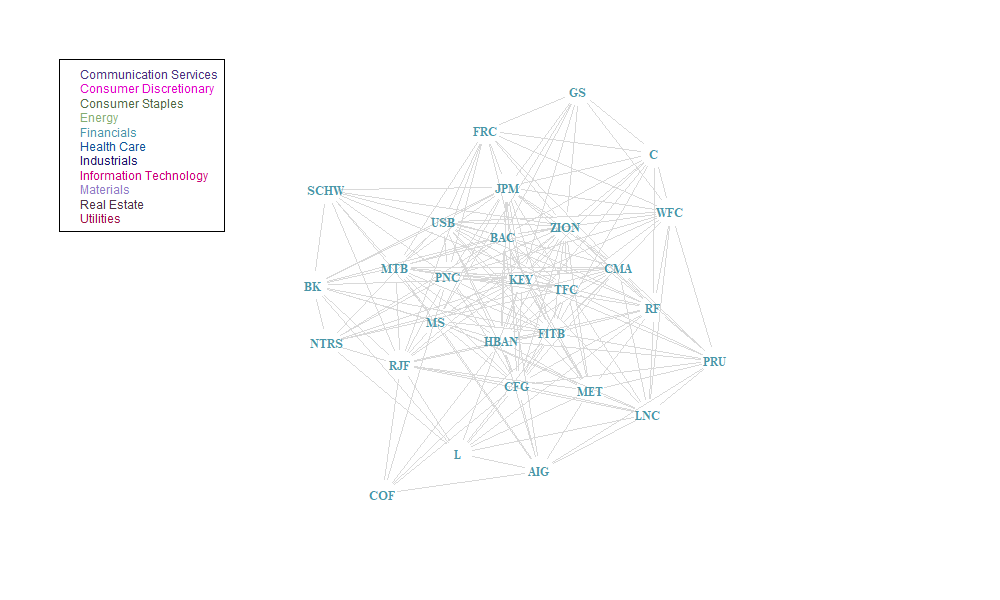 Communication Services
Consumer Discretionary
Consumer Staples
Energy
Financials
Health Care
Industrials
Information Technology
Materials
Real Estate
Utilities
GS
FRC
C
SCHW
JPM
WFC
USB
ZION
BAC
MTB
CMA
PNC
KEY
BK
TFC
RF
MS
FITB
NTRS
HBAN
RJF
PRU
CFG
MET
LNC
L
AIG
COF